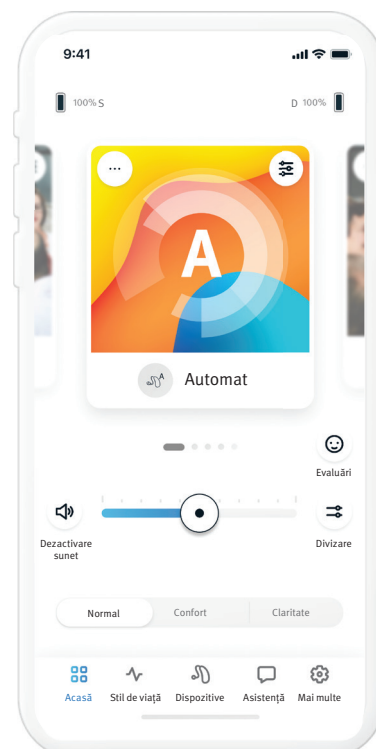 9:41
100% S
D 100%
...
A
A
Automat
Evaluări
Dezactivare
sunet
Divizare
Normal
Confort
Claritate
Acasă
Stil de viață
Dispozitive
Asistență
Mai multe